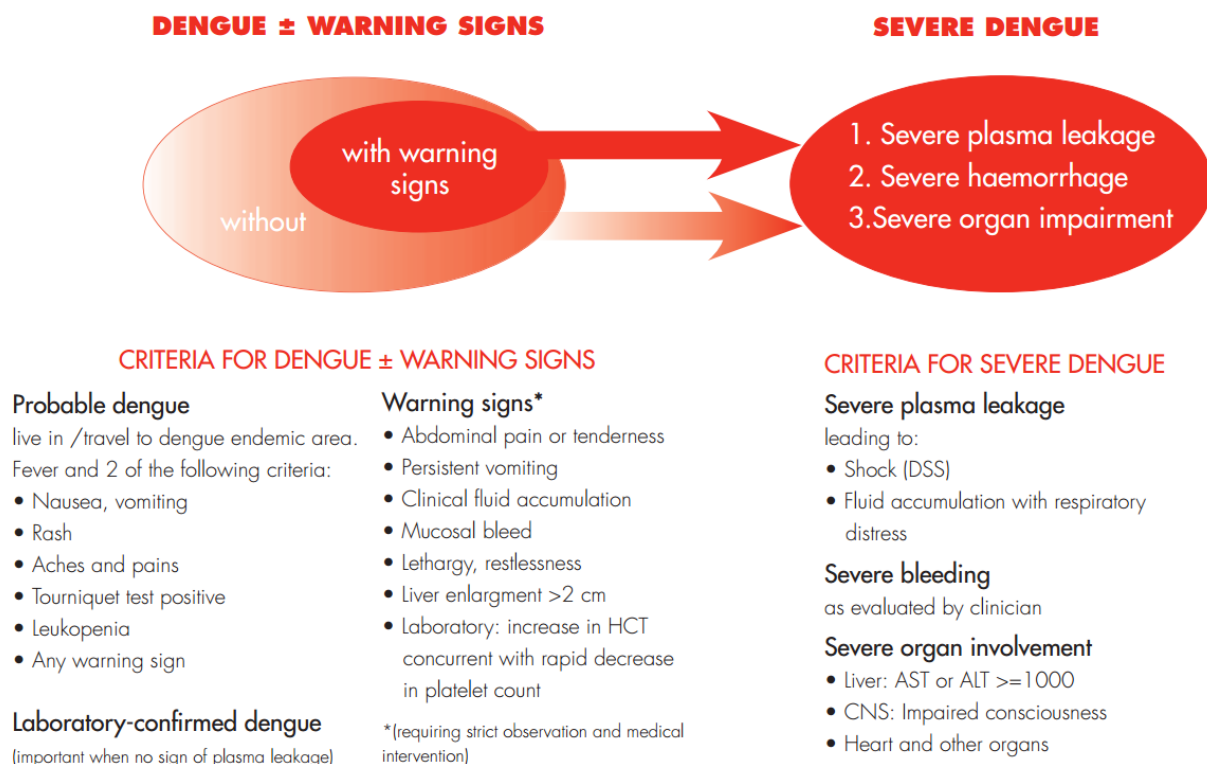 DENGUE ± WARNING SIGNS
SEVERE DENGUE
with warning
signs
without
1. Severe plasma leakage
2. Severe haemorrhage
3.Severe organ impairment
CRITERIA FOR DENGUE ± WARNING SIGNS
Probable dengue
live in /travel to dengue endemic area.
Fever and 2 of the following criteria:
• Nausea, vomiting
• Rash
• Aches and pains
• Tourniquet test positive
• Leukopenia
• Any warning sign
Laboratory-confirmed dengue
(important when no sign of plasma leakage)
Warning signs*
• Abdominal pain or tenderness
• Persistent vomiting
• Clinical fluid accumulation
• Mucosal bleed
• Lethargy, restlessness
• Liver enlargment >2 cm
• Laboratory: increase in HCT
concurrent with rapid decrease
in platelet count
*(requiring strict observation and medical
intervention)
CRITERIA FOR SEVERE DENGUE
Severe plasma leakage
leading to:
• Shock (DSS)
• Fluid accumulation with respiratory
distress
Severe bleeding
as evaluated by clinician
Severe organ involvement
• Liver: AST or ALT >=1000
• CNS: Impaired consciousness
• Heart and other organs